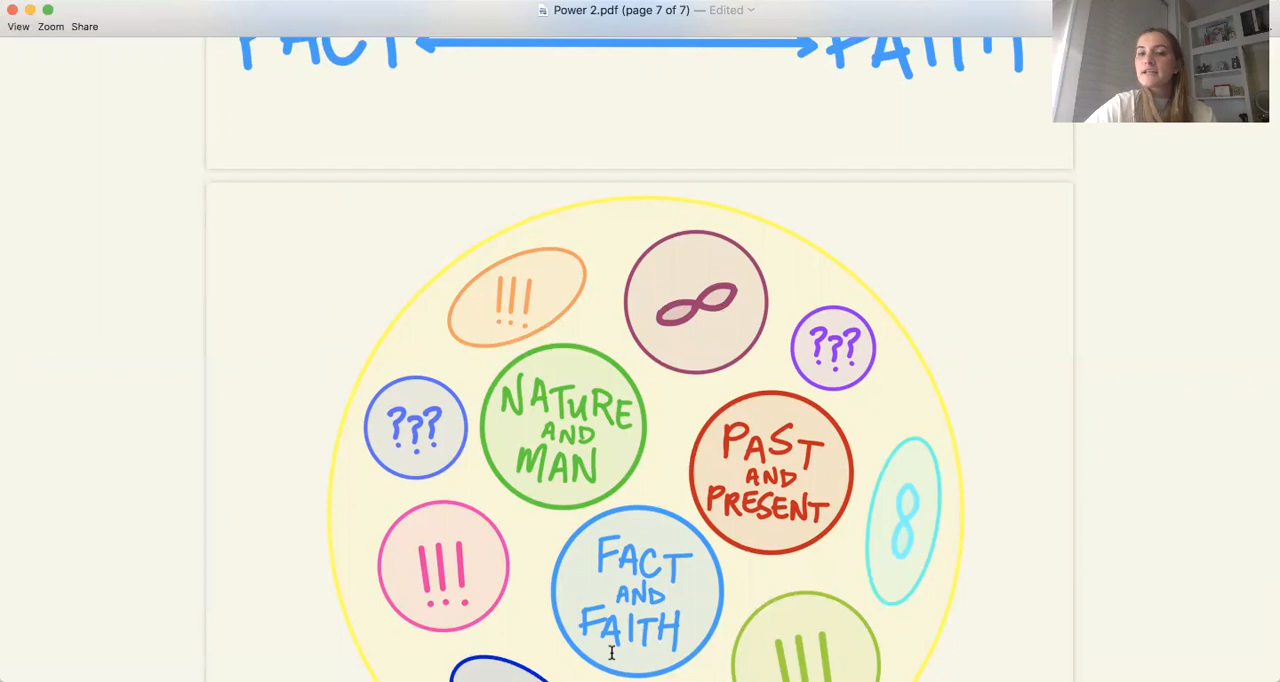 Power 2.pdf (page 7 of 7) — Edited
View Zoom Share
FACT FAITH
!!!
∞
???
???
NATURE
AND
MAN
PAST
AND
PRESENT
8
!!!
FACT
AND
FAITH
!!!